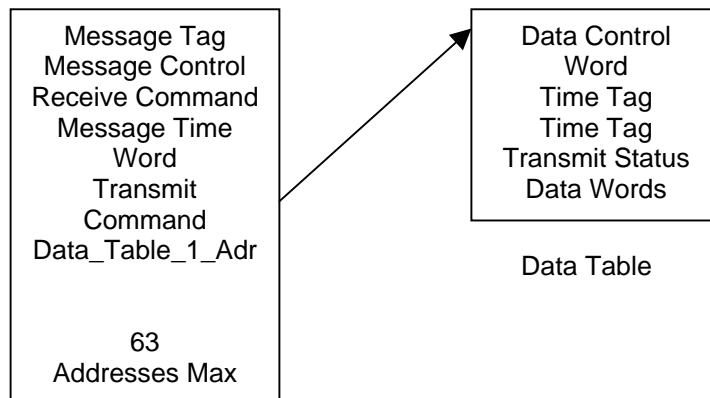 Message Tag
Message Control
Receive Command
Message Time
Word
Transmit
Command
Data_Table_1_Adr
63
Addresses Max
Data Control
Word
Time Tag
Time Tag
Transmit Status
Data Words
Data Table